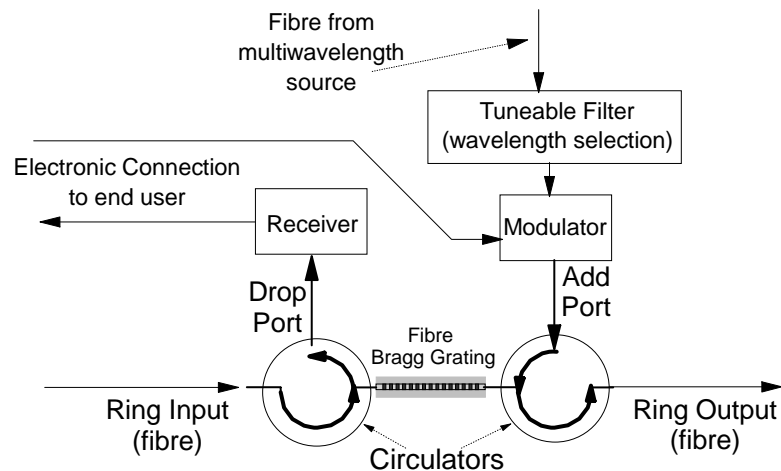 Fibre from
multiwavelength
source
Tuneable Filter
(wavelength selection)
Electronic Connection
to end user
Receiver
Modulator
Drop
Port
Add
Port
Fibre
Bragg Grating
Ring Input
(fibre)
Ring Output
(fibre)
Circulators